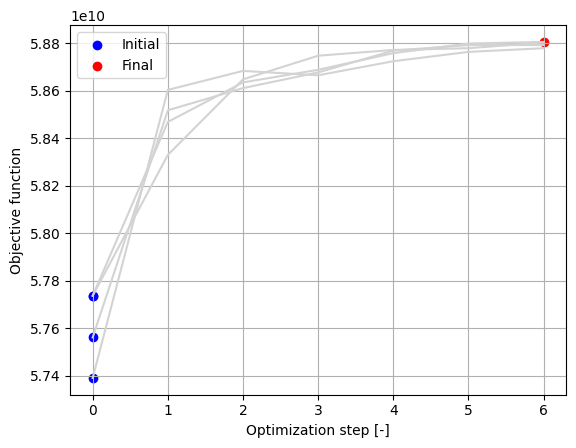 1e10
Initial
Final
5.88
5.86
5.84
5.82
5.80
5.78
5.76
5.74
Objective function
0 1 2 3 4 5 6
Optimization step [-]